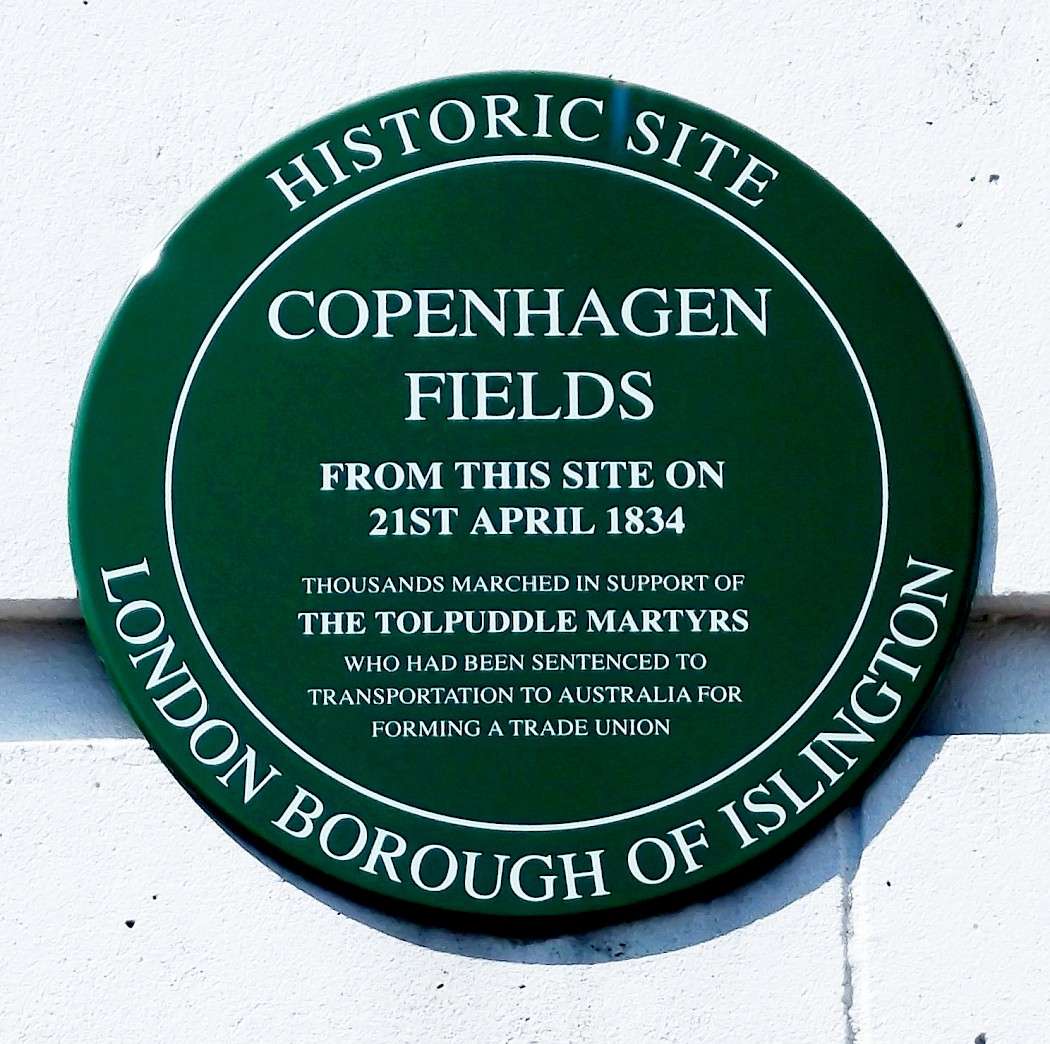 HISTORIC SITE
COPENHAGEN
FIELDS
FROM THIS SITE ON
21ST APRIL 1834
THOUSANDS MARCHED IN SUPPORT OF
THE TOLPUDDLE MARTYRS
WHO HAD BEEN SENTENCED TO
TRANSPORTATION TO AUSTRALIA FOR
FORMING A TRADE UNION
LONDON BOROUGH OF ISLINGTON